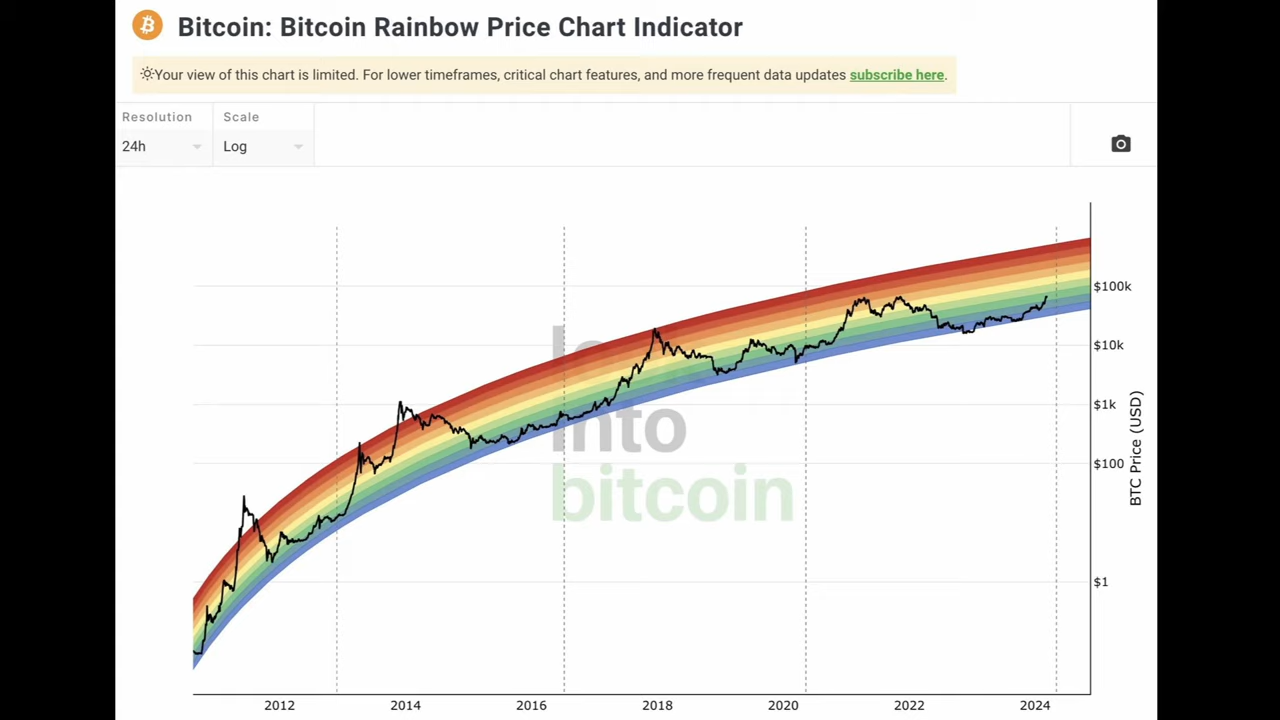 Bitcoin: Bitcoin Rainbow Price Chart Indicator
Your view of this chart is limited. For lower timeframes, critical chart features, and more frequent data updates subscribe here.
Resolution
Scale
24h
Log
$100k
$10k
$1k
$100
$1
BTC Price (USD)
into
bitcoin
2012
2014
2016
2018
2020
2022
2024